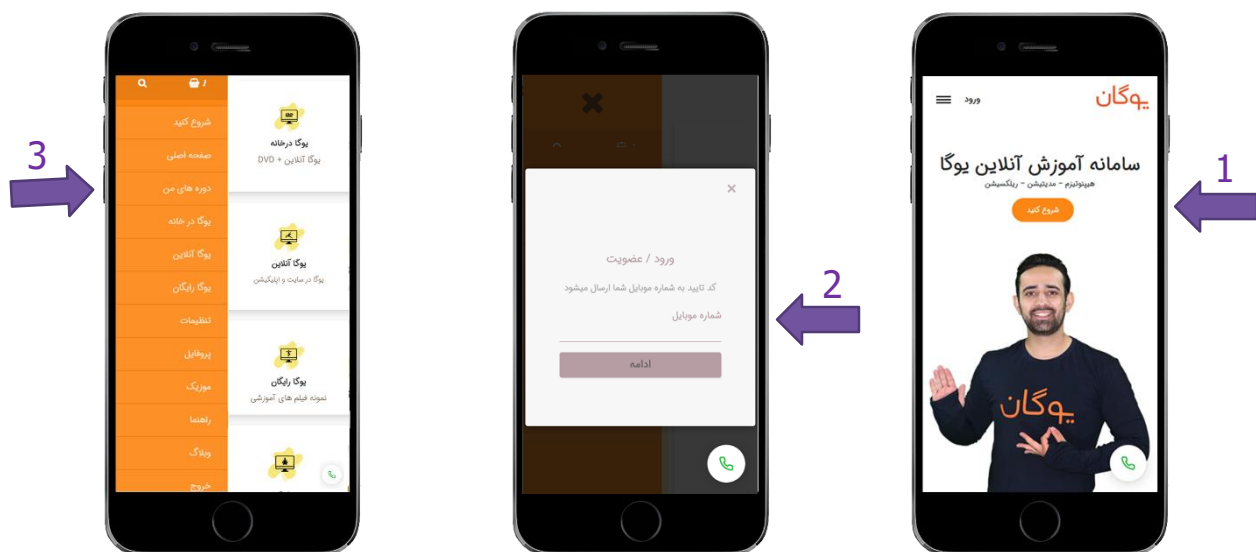 1
یوگان
ورود
سامانه آموزش آنلاین یوگا
هیپنوتیزم - مدیتیشن - ریلکسیشن
شروع کنید
یوگان
2
ورود / عضویت
کد تایید به شماره موبایل شما ارسال میشود
شماره موبایل
ادامه
3
یوگا درخانه
یوگا آنلاین + DVD
یوگا آنلاین
یوگا در سایت و اپلیکیشن
یوگا رایگان
نمونه فیلم های آموزشی
شروع کنید
صفحه اصلی
دوره های من
یوگا در خانه
یوگا آنلاین
یوگا رایگان
تنظیمات
پروفایل
موزیک
راهنما
وبلاگ
خروج